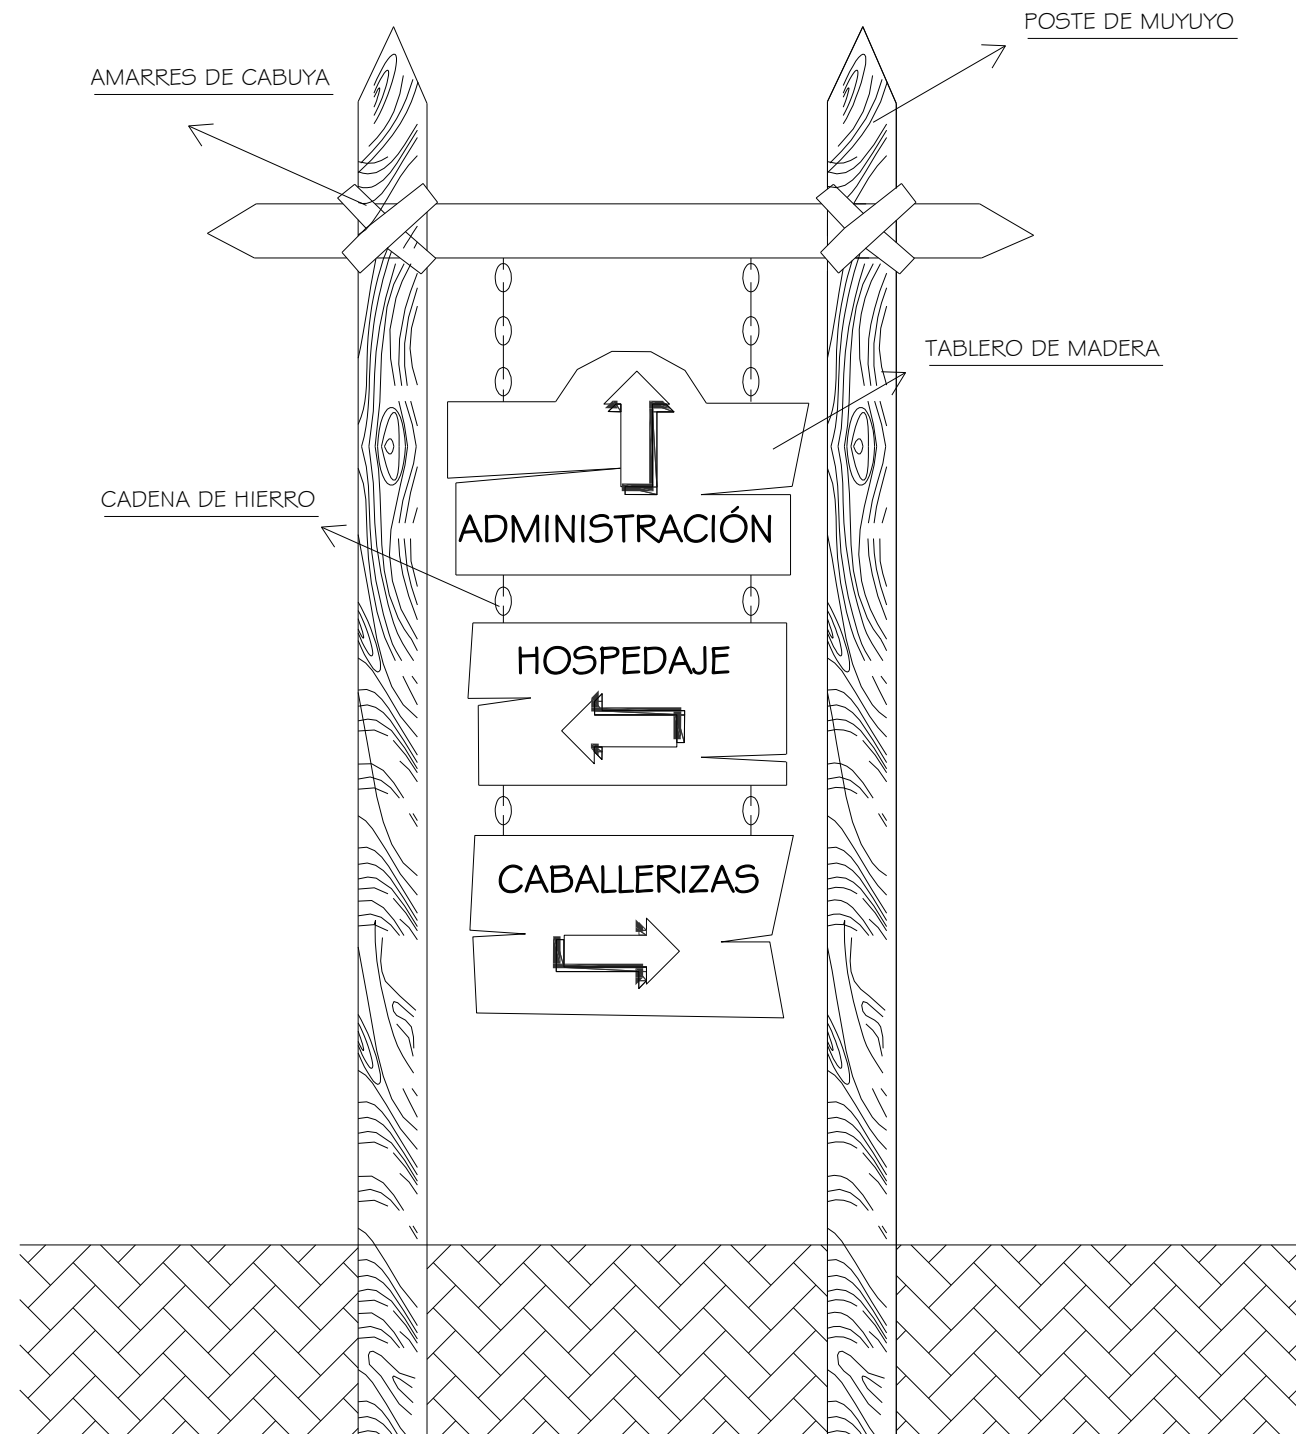 POSTE DE MUYUYO
AMARRES DE CABUYA
TABLERO DE MADERA
CADENA DE HIERRO
ADMINISTRACIÓN
HOSPEDAJE
CABALLERIZAS